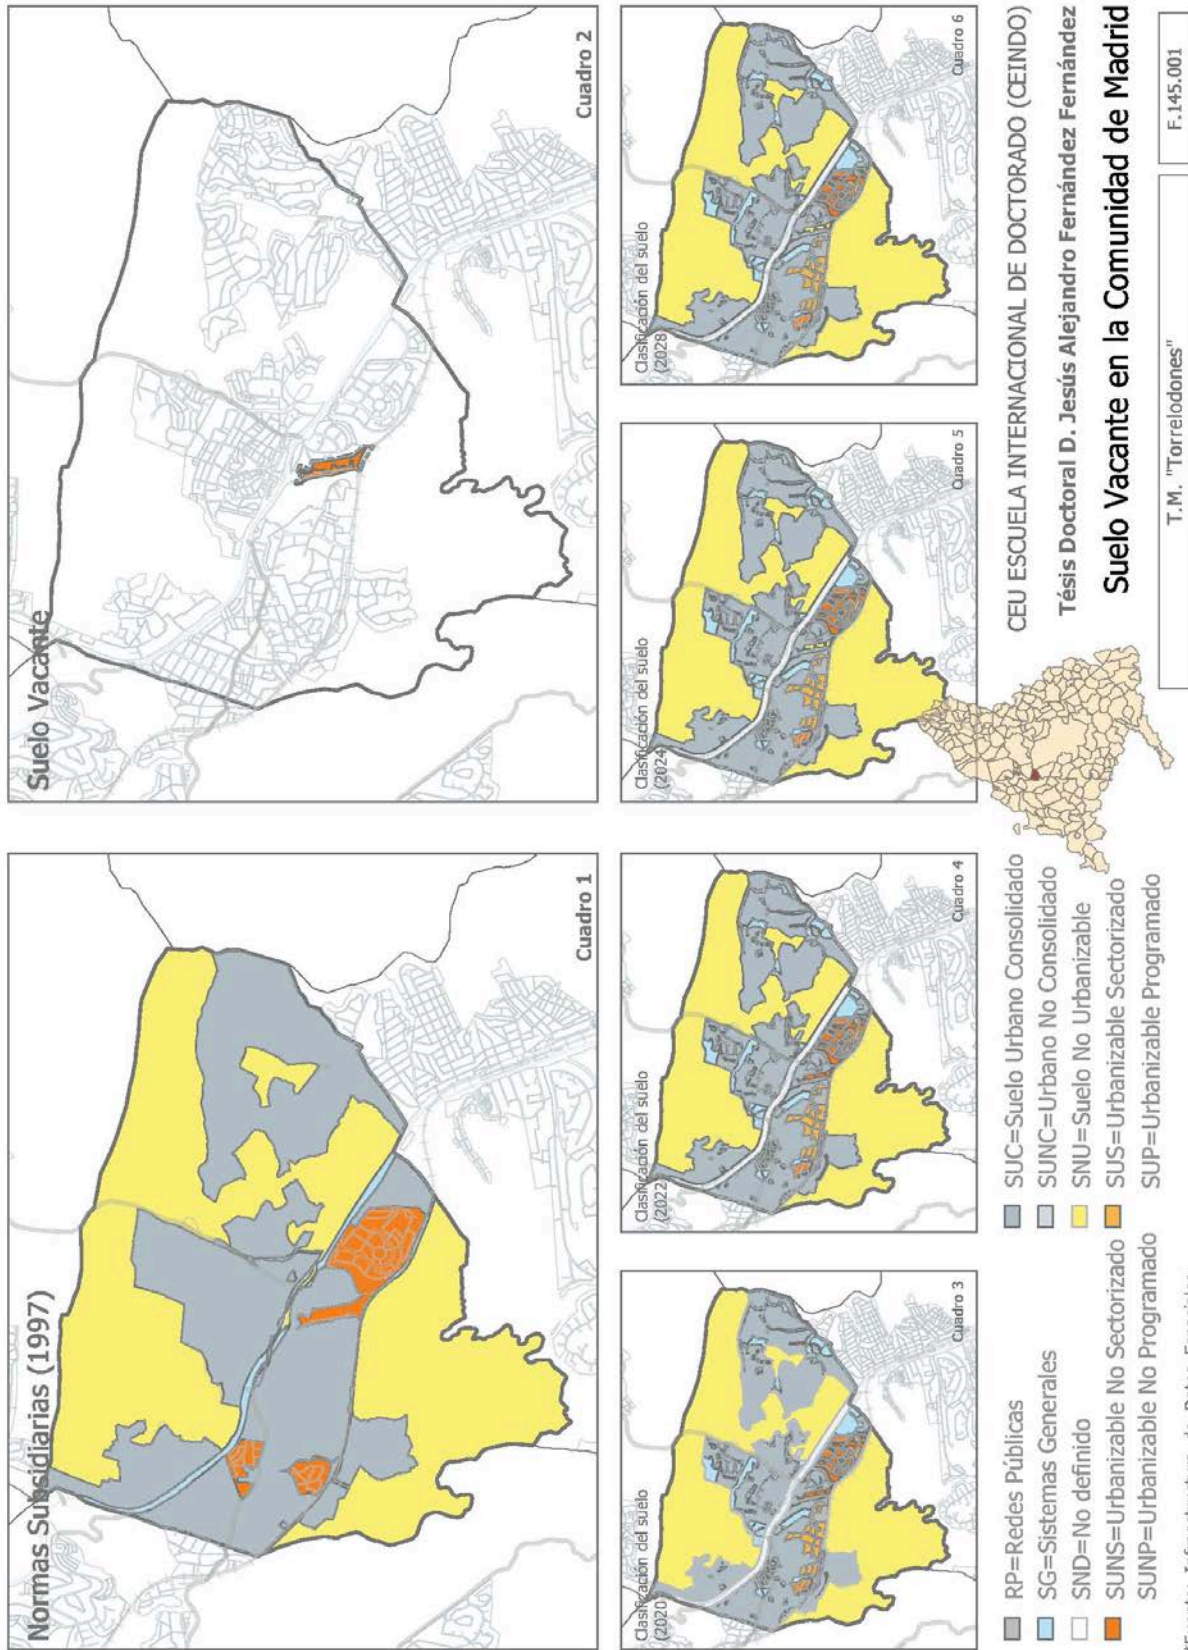 Normas Subsidiarias (1997)
Cuadro 1
Suelo Vacante
Cuadro 2
Clasificación del suelo
(2020)
Cuadro 3
Clasificación del suelo
(2022)
Cuadro 4
Clasificación del suelo
(2024)
Cuadro 5
Clasificación del suelo
(2028)
Cuadro 6
RP=Redes Públicas
SG=Sistemas Generales
SND=No definido
SUNS=Urbanizable No Sectorizado
SUNP=Urbanizable No Programado
SUC=Suelo Urbano Consolidado
SUNC=Urbano No Consolidado
SNU=Suelo No Urbanizable
SUS=Urbanizable Sectorizado
SUP=Urbanizable Programado
CEU ESCUELA INTERNACIONAL DE DOCTORADO (CEINDO)
Tésis Doctoral D. Jesús Alejandro Fernández Fernández
Suelo Vacante en la Comunidad de Madrid
T.M. "Torrelodones"
F.145.001